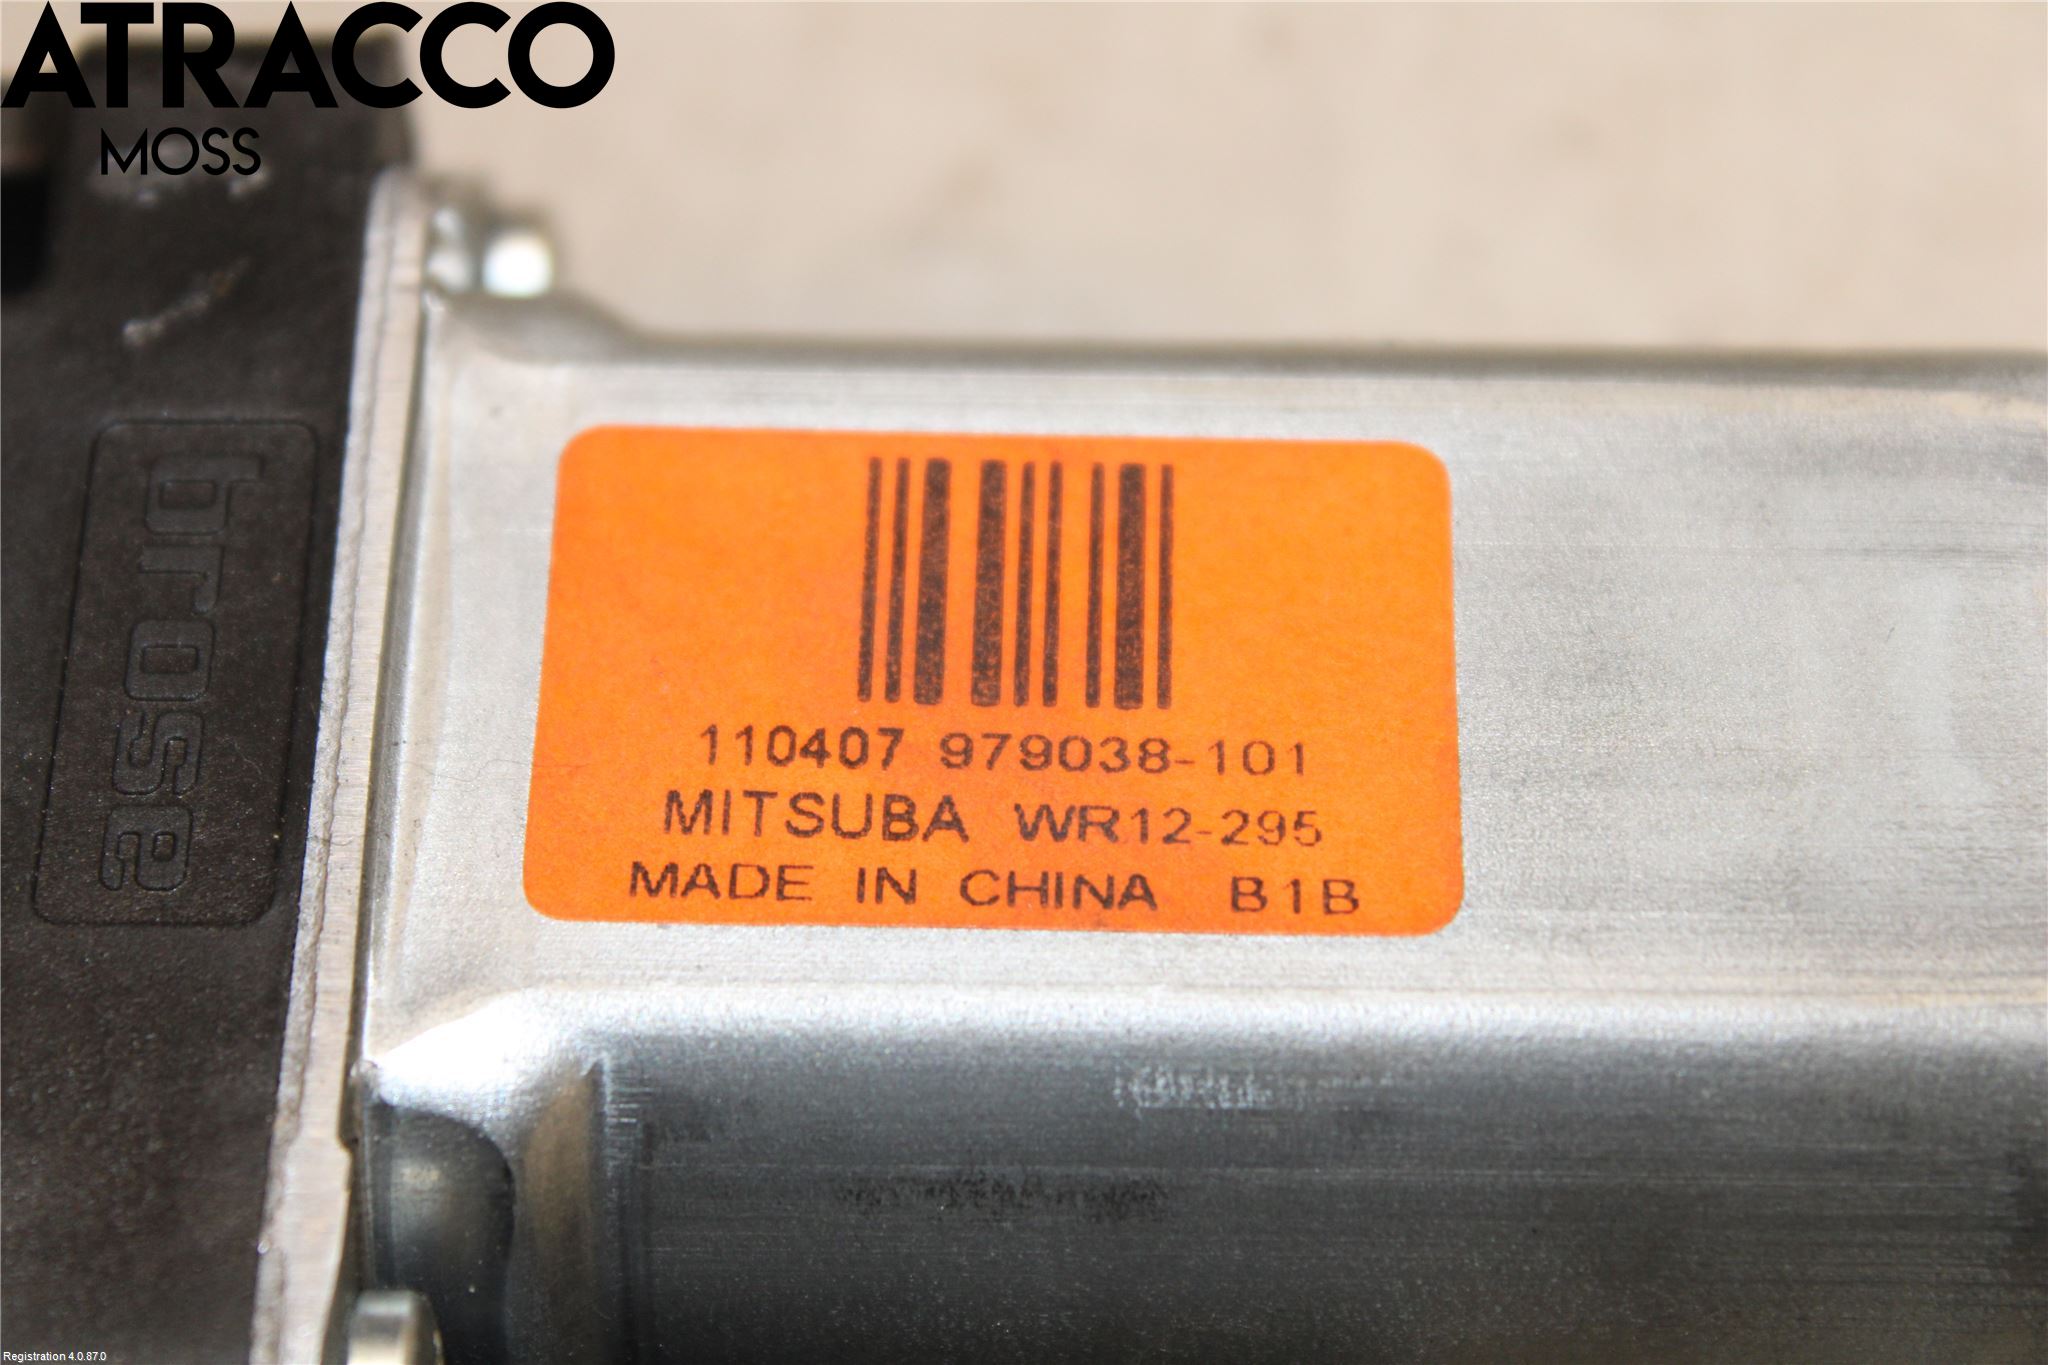 ATRACCO
MOSS
brose
110407 979038-101
MITSUBA WR12-295
MADE IN CHINA B1B
Registration 4.0.87.0